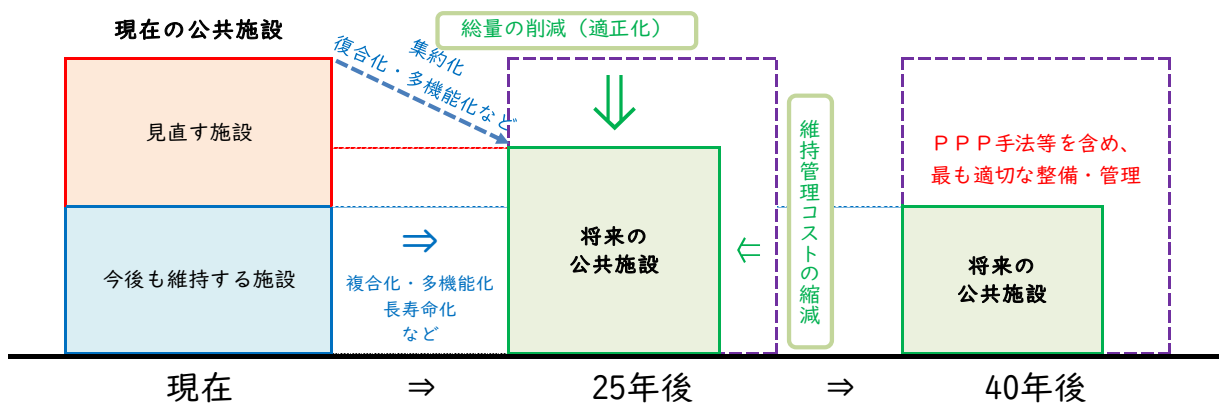 現在の公共施設
総量の削減（適正化）
集約化
復合化・多機能化など
見直す施設
今後も維持する施設
⇒
複合化・多機能化
長寿命化
など
将来の
公共施設
⇐
維持管理コストの縮減
ＰＰＰ手法等を含め、
最も適切な整備・管理
将来の
公共施設
現在
⇒
25年後
⇒
40年後